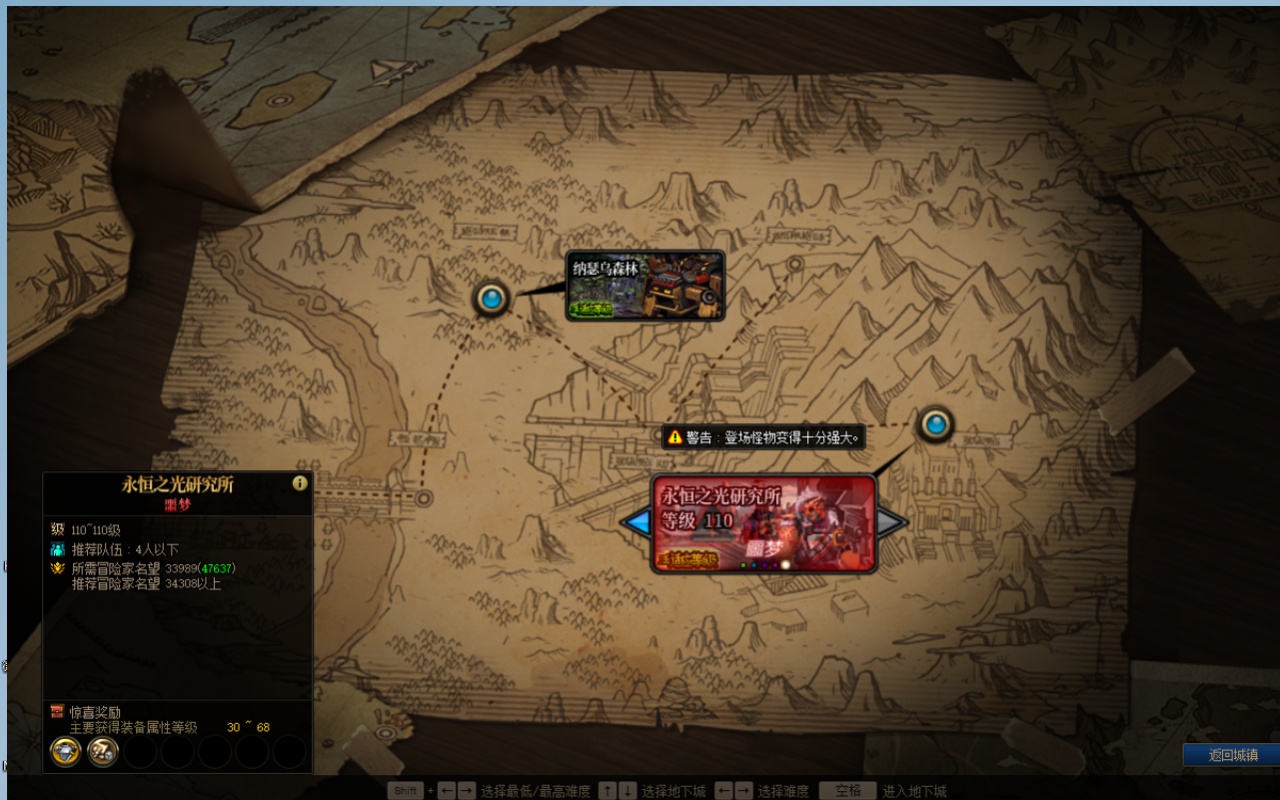 纳瑟乌森林
警告：登场怪物变得十分强大。
永恒之光研究所
等级 110
噩梦
永恒之光研究所
噩梦
级 110~110级
推荐队伍：4人以下
所需冒险家名望 33989(47637)
推荐冒险家名望 34308以上
惊喜奖励
主要获得装备属性等级 30 ~ 68
返回城镇
Shift + ← → 选择最低/最高难度 ↑ ↓ 选择地下城 ← → 选择难度 空格 进入地下城